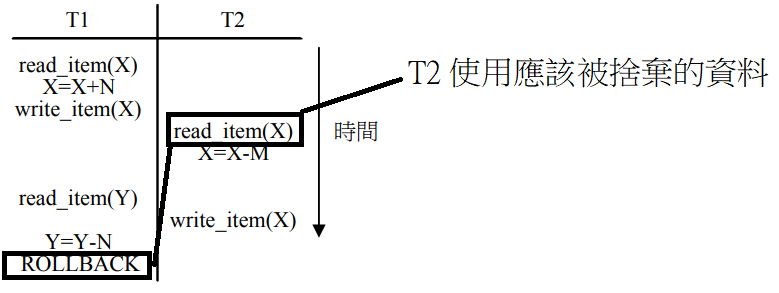 T1 T2
read_item(X)
X=X+N
write_item(X)
T2 使用應該被捨棄的資料
read_item(X)
時間
X=X-M
read_item(Y)
write_item(X)
Y=Y-N
ROLLBACK